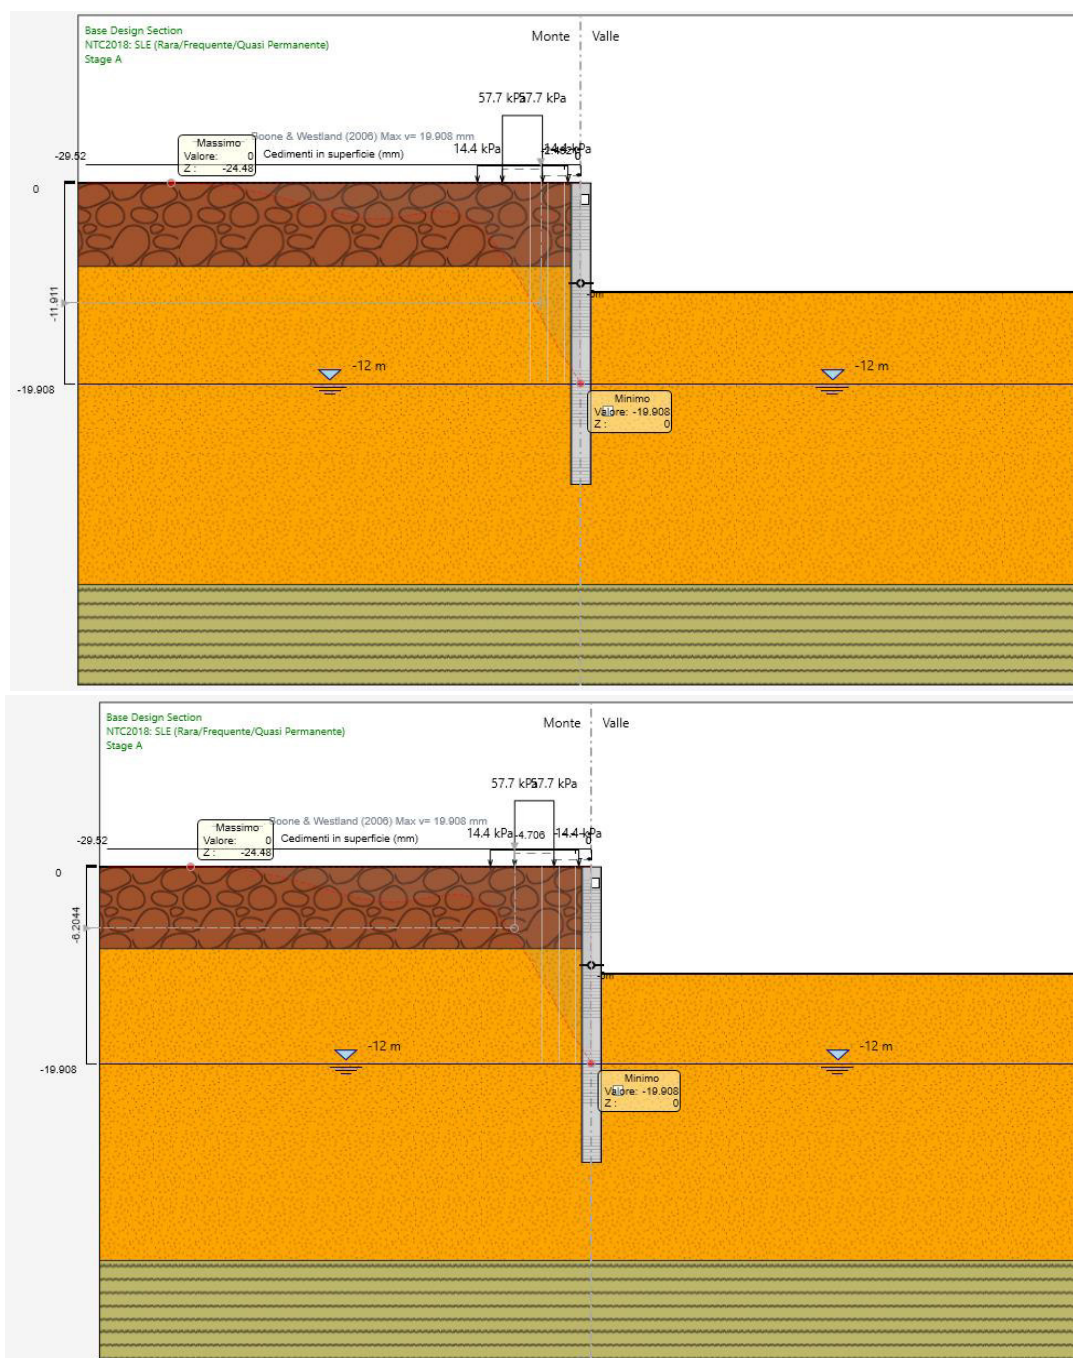 Base Design Section
NTC2018: SLE (Rara/Frequente/Quasi Permanente)
Stage A
Monte
Valle
57.7 kPa
57.7 kPa
Boone & Westland (2006) Max v= 19.908 mm
Massimo
Valore: 0
Z : -24.48
Cedimenti in superficie (mm)
14.4 kPa
14.4 kPa
-29.52
0
0
-11.911
-12 m
-12 m
-19.908
Minimo
Valore: -19.908
Z : 0
Base Design Section
NTC2018: SLE (Rara/Frequente/Quasi Permanente)
Stage A
Monte
Valle
57.7 kPa
57.7 kPa
Boone & Westland (2006) Max v= 19.908 mm
Massimo
Valore: 0
Z : -24.48
Cedimenti in superficie (mm)
14.4 kPa
-4.706
14.4 kPa
-29.52
0
0
-6.2044
-12 m
-12 m
-19.908
Minimo
Valore: -19.908
Z : 0